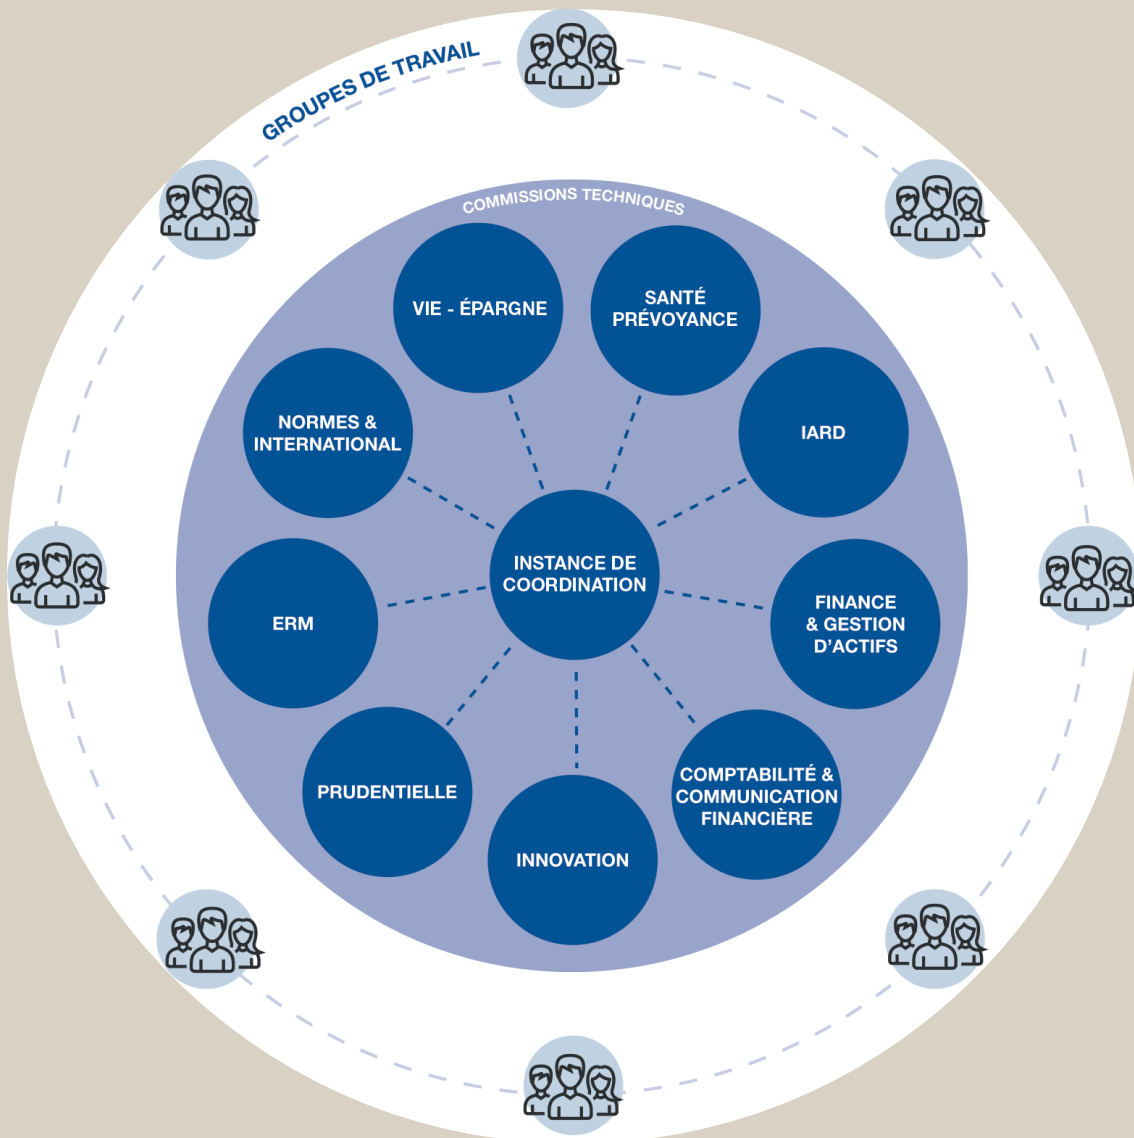 GROUPES DE TRAVAIL
COMMISSIONS TECHNIQUES
VIE - ÉPARGNE
SANTÉ
PRÉVOYANCE
NORMES &
INTERNATIONAL
IARD
INSTANCE DE
COORDINATION
ERM
FINANCE
& GESTION
D'ACTIFS
PRUDENTIELLE
COMPTABILITÉ &
COMMUNICATION
FINANCIÈRE
INNOVATION